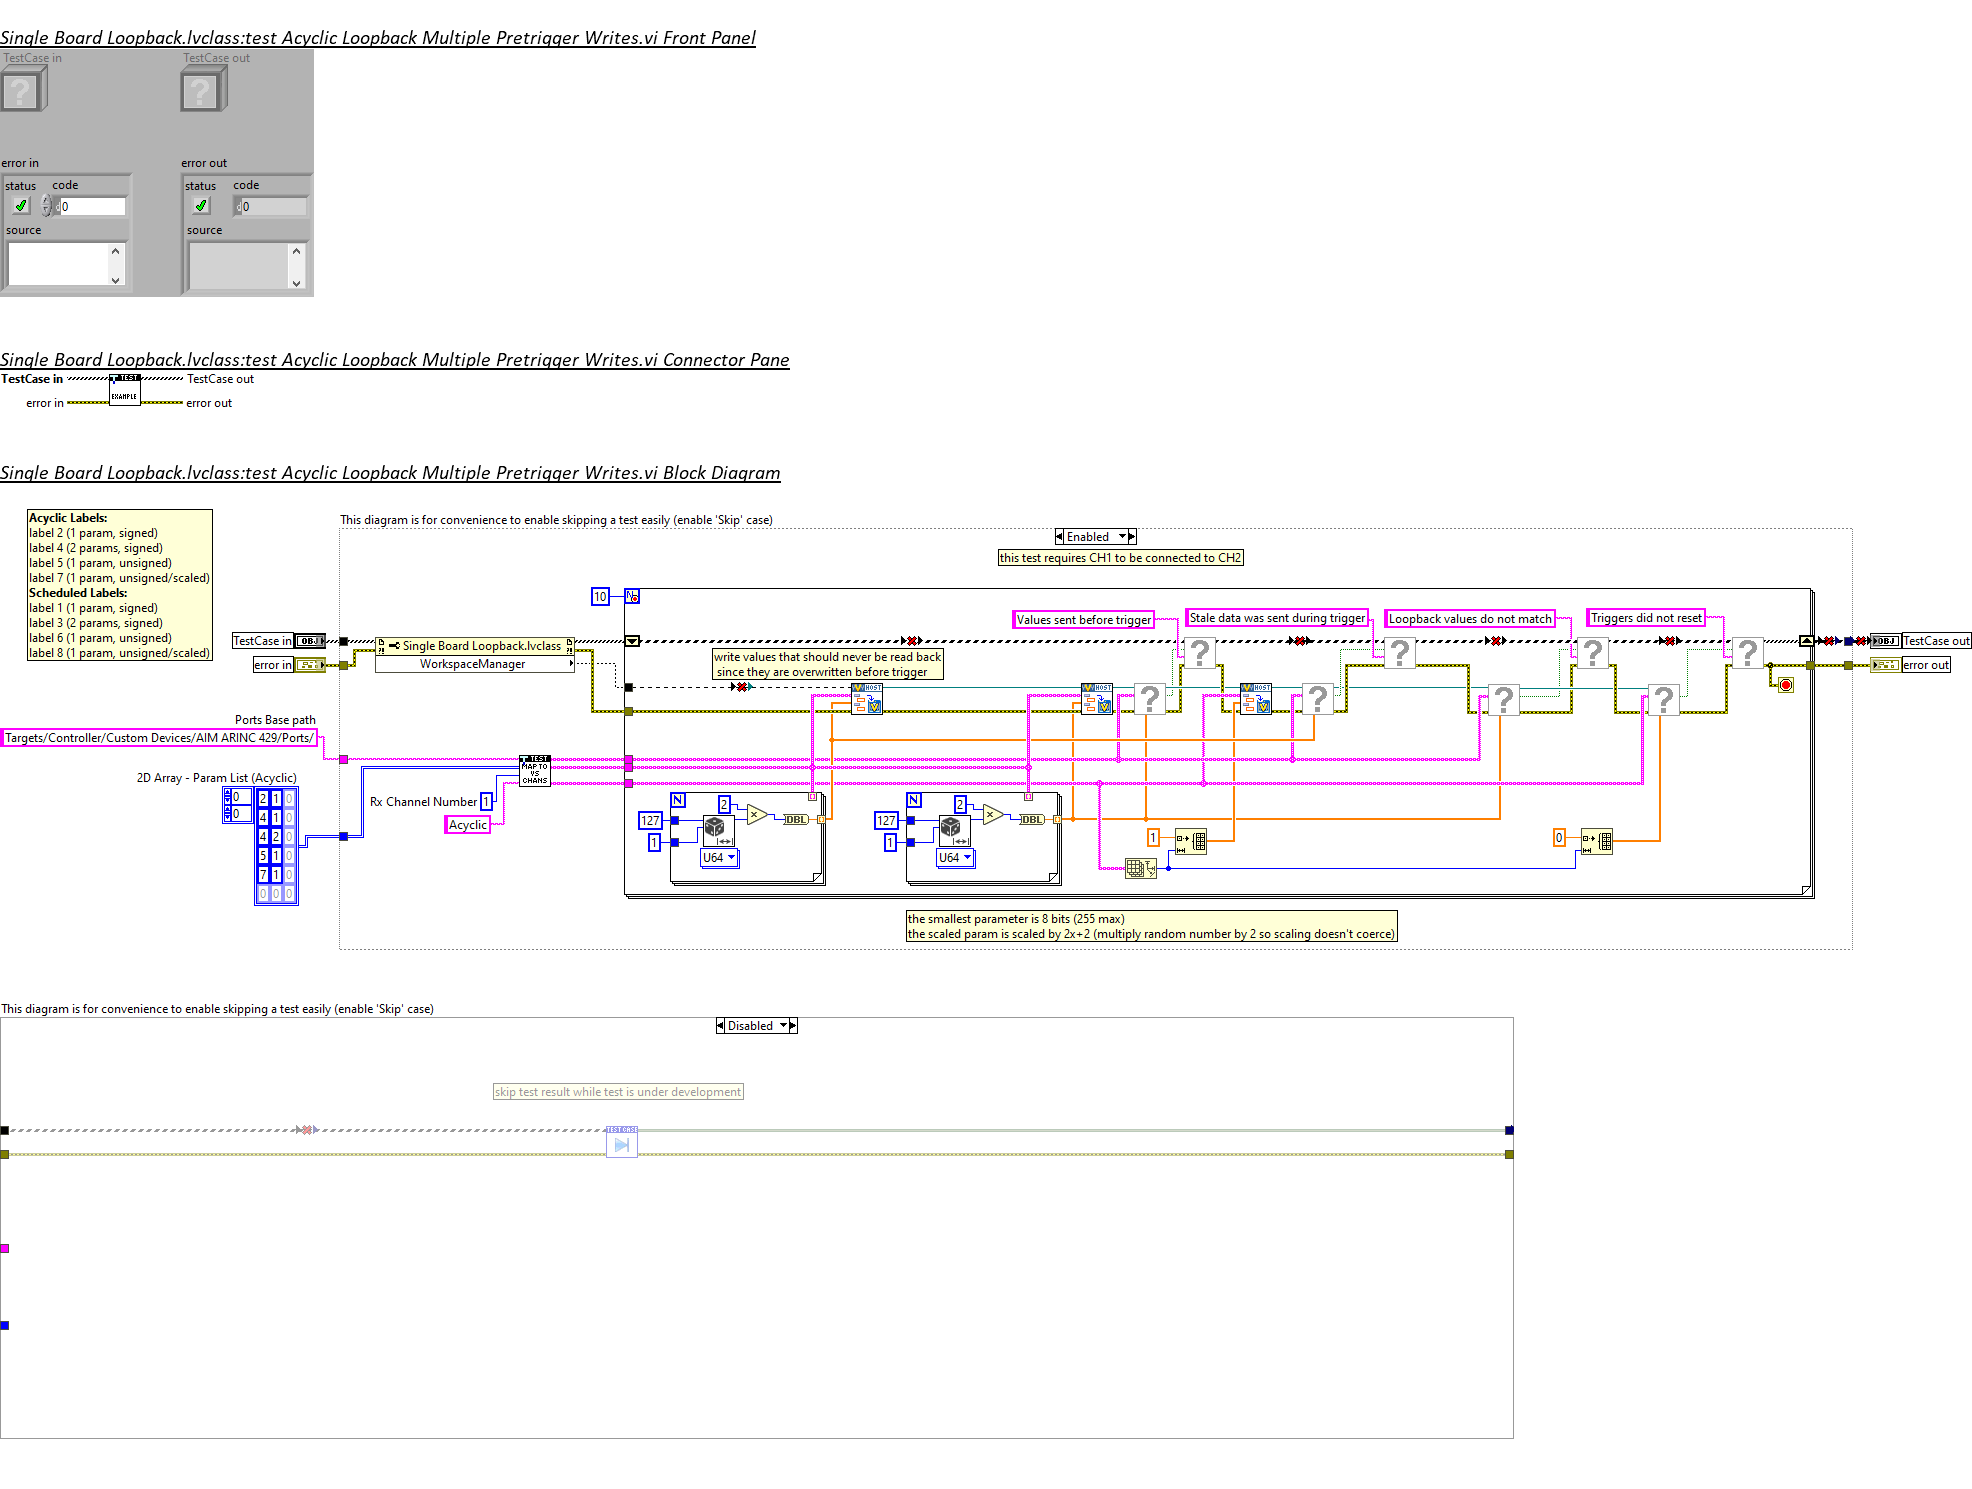 Single Board Loopback.lvclass:test Acyclic Loopback Multiple Pretrigger Writes.vi Front Panel
TestCase in
TestCase out
error in
error out
status code
status code
0
0
source
source
Single Board Loopback.lvclass:test Acyclic Loopback Multiple Pretrigger Writes.vi Connector Pane
TestCase in
TEST
EXAMPLE
TestCase out
error in
error out
Single Board Loopback.lvclass:test Acyclic Loopback Multiple Pretrigger Writes.vi Block Diagram
Acyclic Labels:
label 2 (1 param, signed)
label 4 (2 params, signed)
label 5 (1 param, unsigned)
label 7 (1 param, unsigned/scaled)
Scheduled Labels:
label 1 (1 param, signed)
label 3 (2 params, signed)
label 6 (1 param, unsigned)
label 8 (1 param, unsigned/scaled)
This diagram is for convenience to enable skipping a test easily (enable 'Skip' case)
Enabled
this test requires CH1 to be connected to CH2
10
N
Values sent before trigger
Stale data was sent during trigger
Loopback values do not match
Triggers did not reset
TestCase in
OBJ
Single Board Loopback.lvclass
WorkspaceManager
OBJ
TestCase out
error in
error out
write values that should never be read back
since they are overwritten before trigger
HOST
HOST
HOST
Ports Base path
Targets/Controller/Custom Devices/AIM ARINC 429/Ports/
TEST
MAP TO
VS
CHANS
2D Array - Param List (Acyclic)
0
0
2 1 0
4 1 0
4 2 0
5 1 0
7 1 0
0 0 0
Rx Channel Number
1
Acyclic
N
2
127
1
DBL
U64
N
2
127
1
DBL
U64
1
0
the smallest parameter is 8 bits (255 max)
the scaled param is scaled by 2x+2 (multiply random number by 2 so scaling doesn't coerce)
This diagram is for convenience to enable skipping a test easily (enable 'Skip' case)
Disabled
skip test result while test is under development
TEST CASE